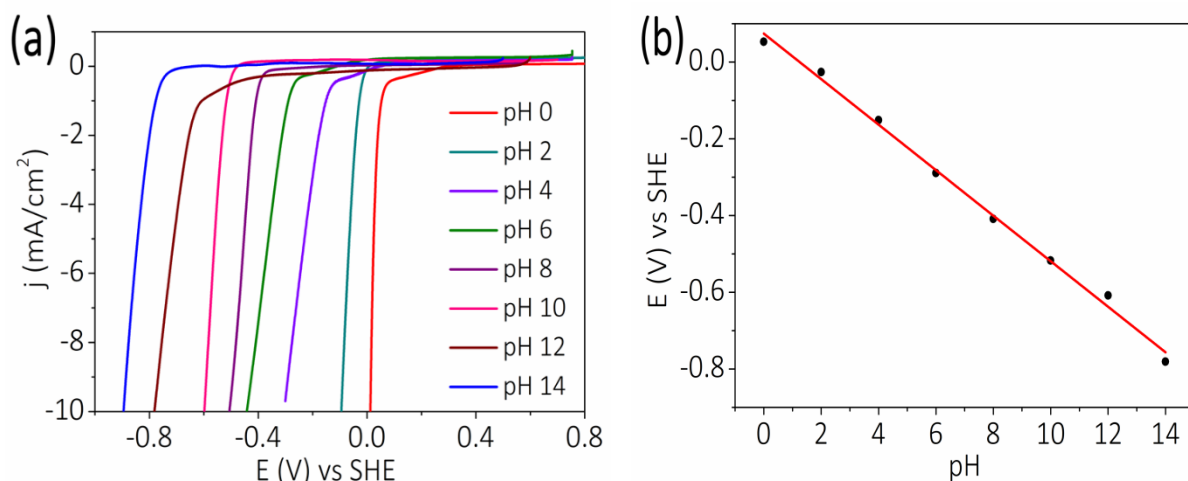 (a)
0
-2
-4
-6
-8
-10
j (mA/cm²)
-0.8
-0.4
0.0
0.4
0.8
E (V) vs SHE
pH 0
pH 2
pH 4
pH 6
pH 8
pH 10
pH 12
pH 14
(b)
0.0
-0.2
-0.4
-0.6
-0.8
E (V) vs SHE
0 2 4 6 8 10 12 14
pH